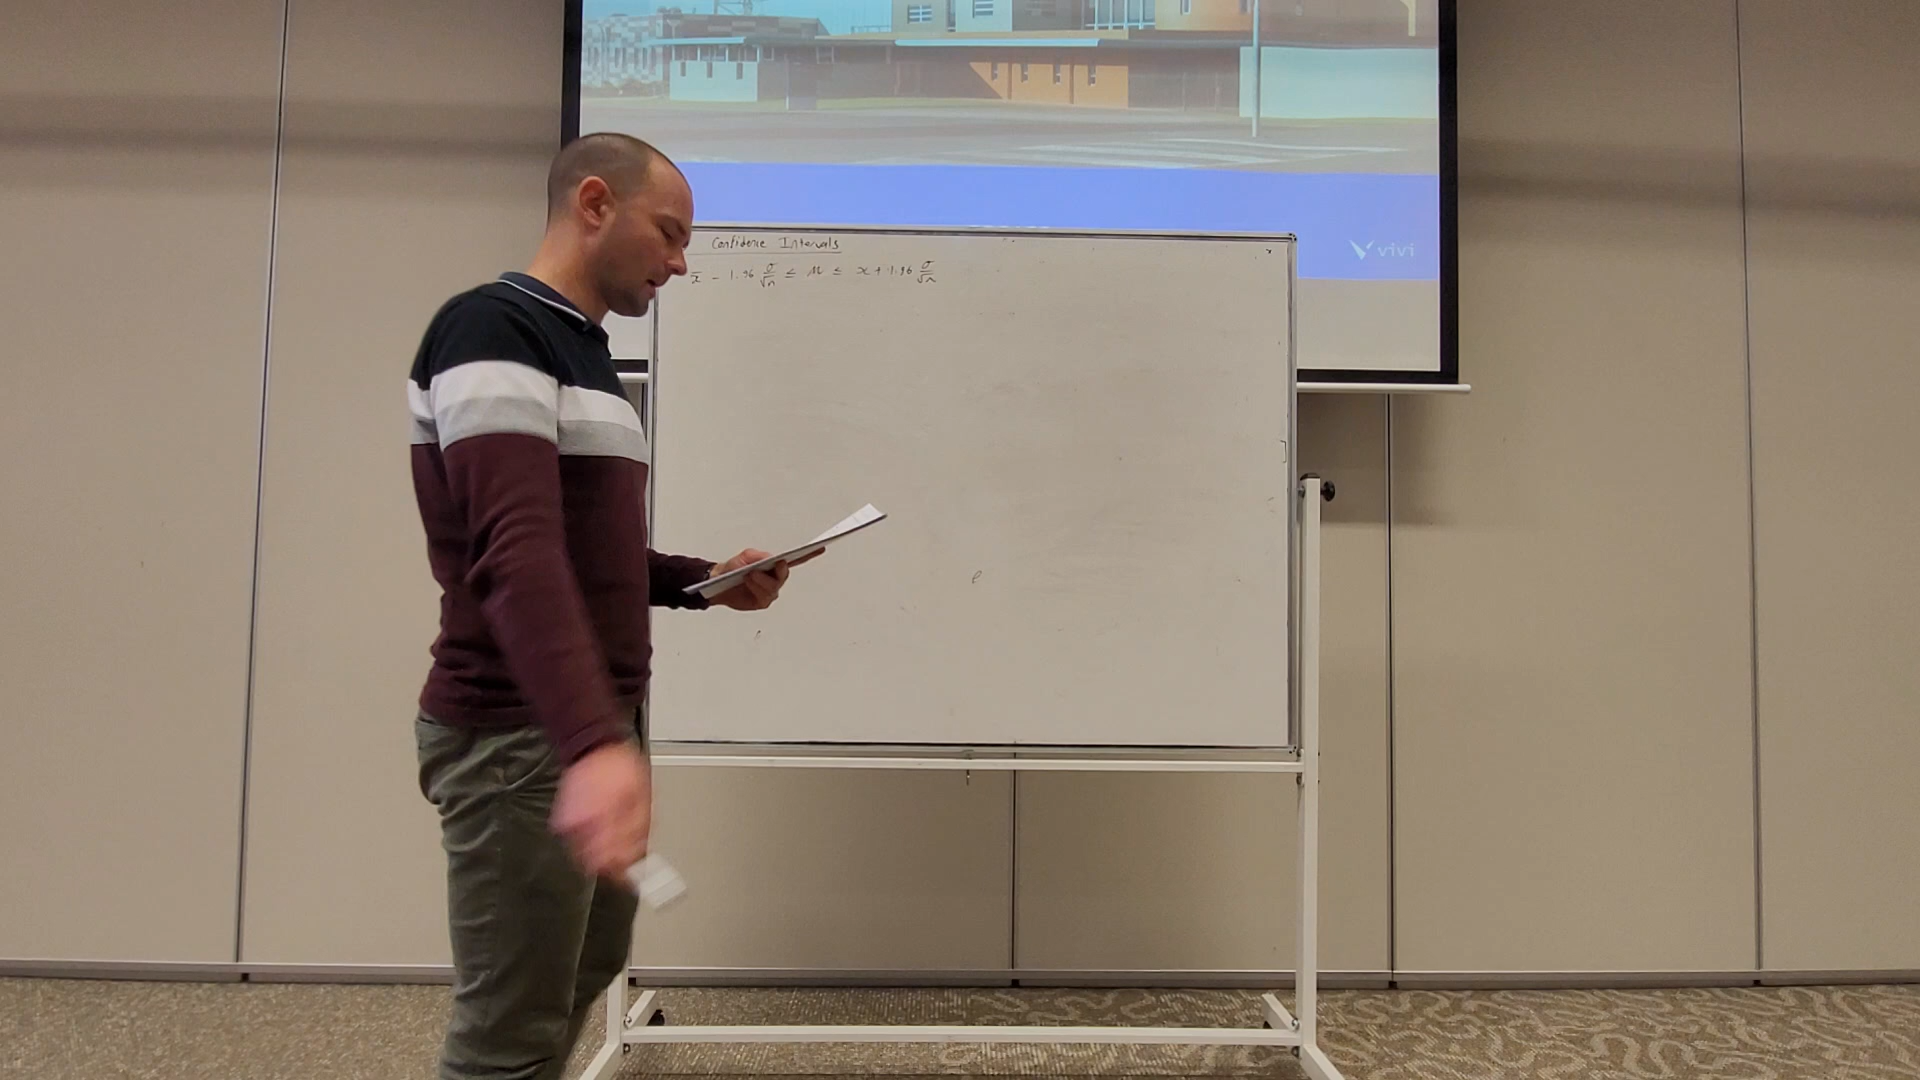 Confidence Intervals
x̄ - 1.96 σ/√n ≤ M ≤ x + 1.96 σ/√n
vivi